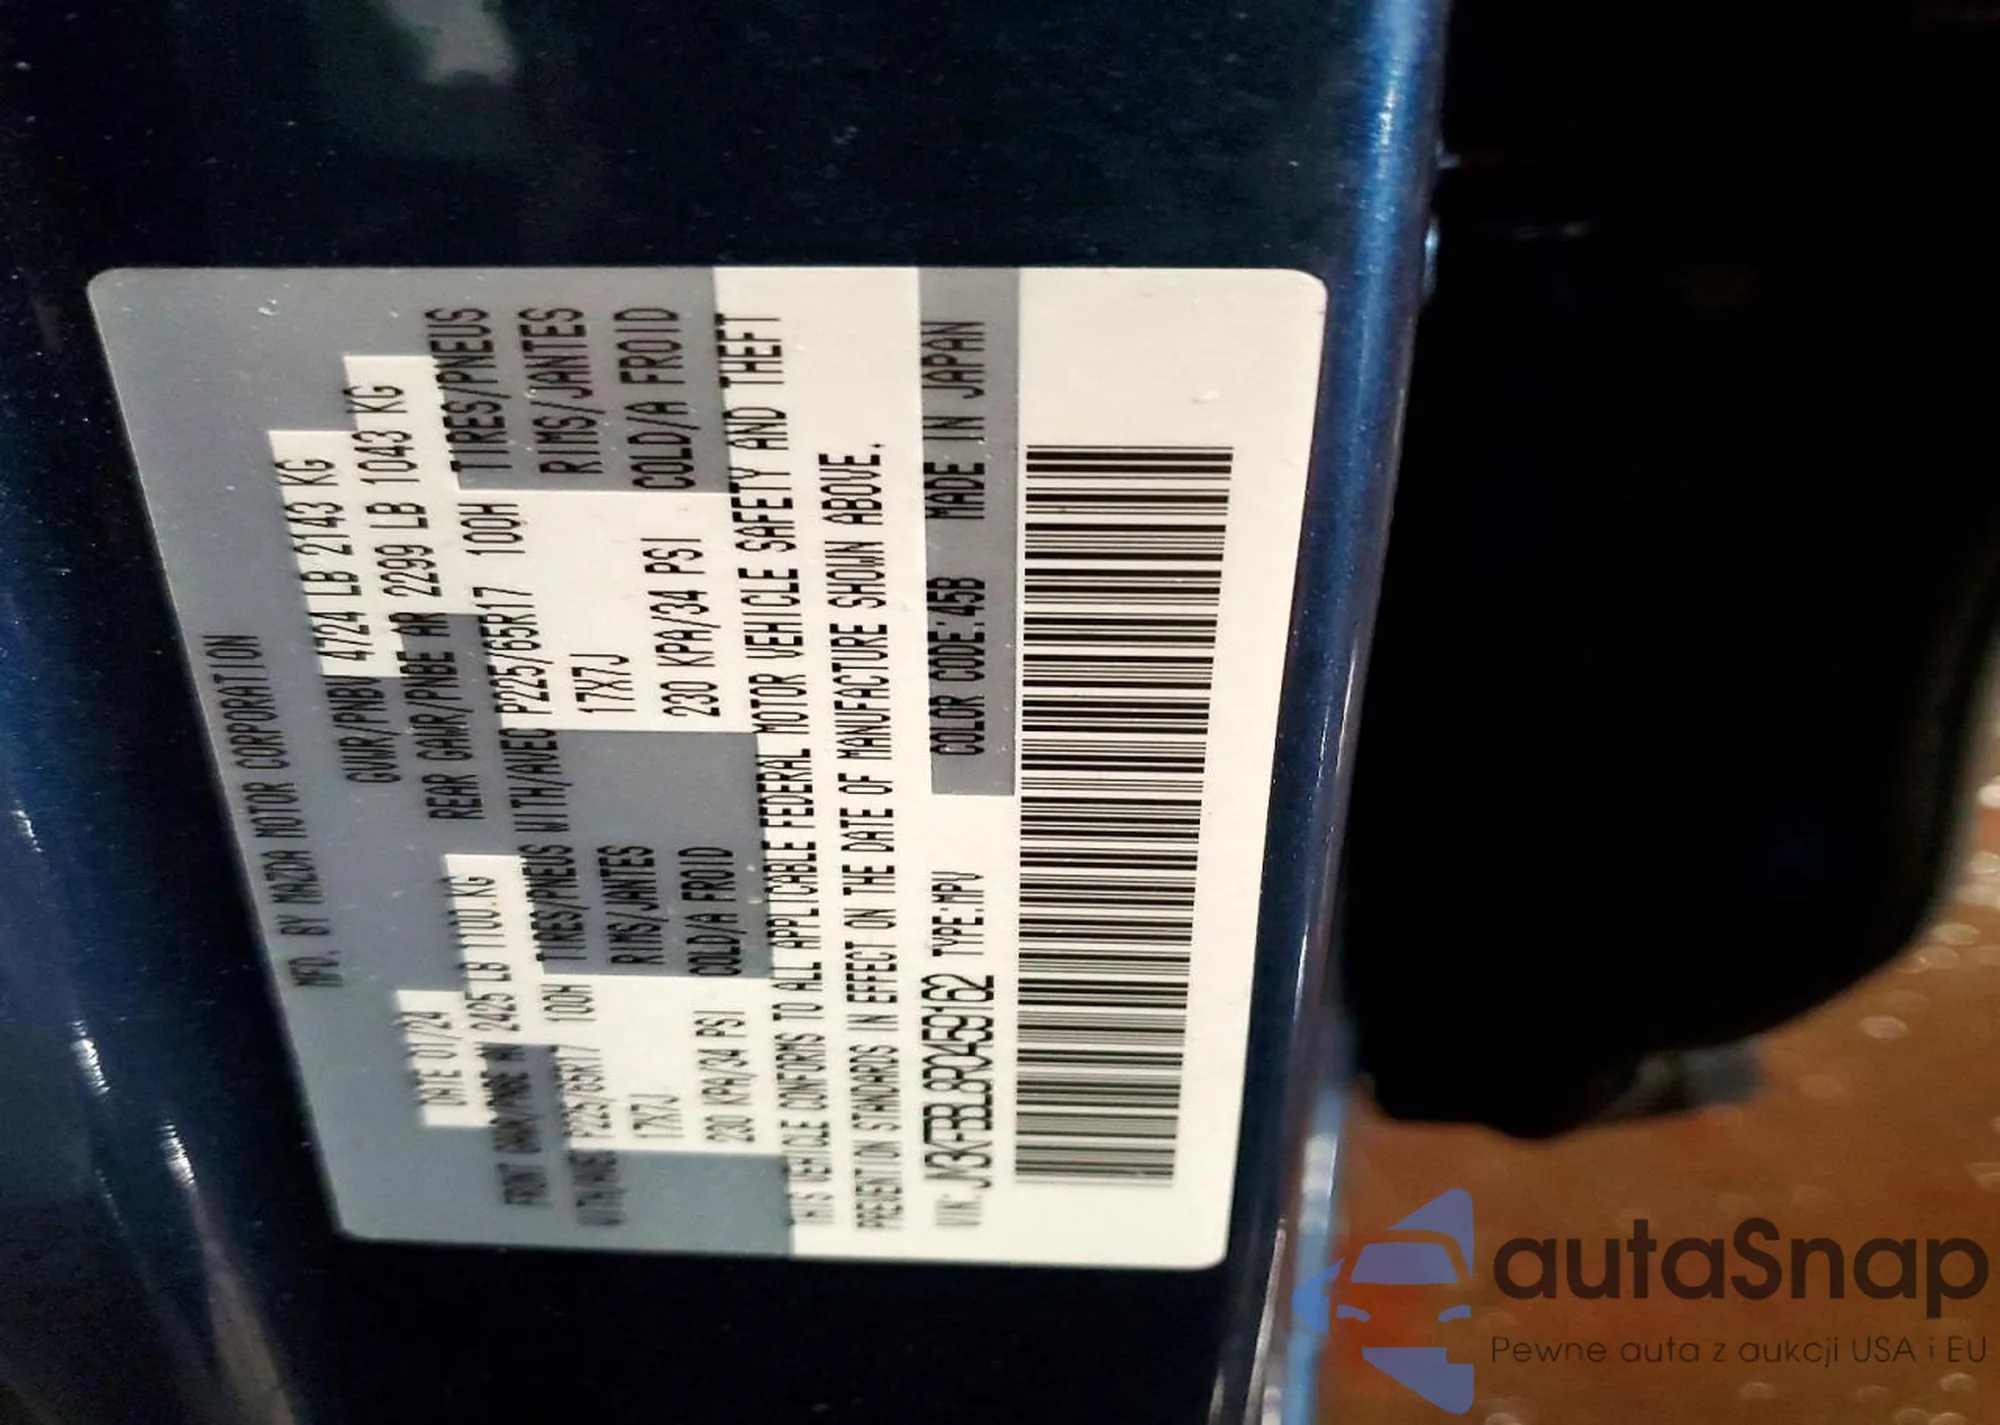 MFD. BY MAZDA MOTOR CORPORATION
DATE 07/24 GVWR/PNBV 4724 LB 2143 KG
FRONT GAWR/PNBE AV 2425 LB 1100 KG REAR GAWR/PNBE AR 2299 LB 1043 KG
WITH/AVEC P225/65R17 100H TIRES/PNEUS WITH/AVEC P225/65R17 100H TIRES/PNEUS
17X7J RIMS/JANTES 17X7J RIMS/JANTES
230 KPA/34 PSI COLD/A FROID 230 KPA/34 PSI COLD/A FROID
THIS VEHICLE CONFORMS TO ALL APPLICABLE FEDERAL MOTOR VEHICLE SAFETY AND THEFT
PREVENTION STANDARDS IN EFFECT ON THE DATE OF MANUFACTURE SHOWN ABOVE.
VIN: JM3KFBBL8R0459162 TYPE:MPV COLOR CODE:45B MADE IN JAPAN
autaSnap
Pewne auta z aukcji USA i EU